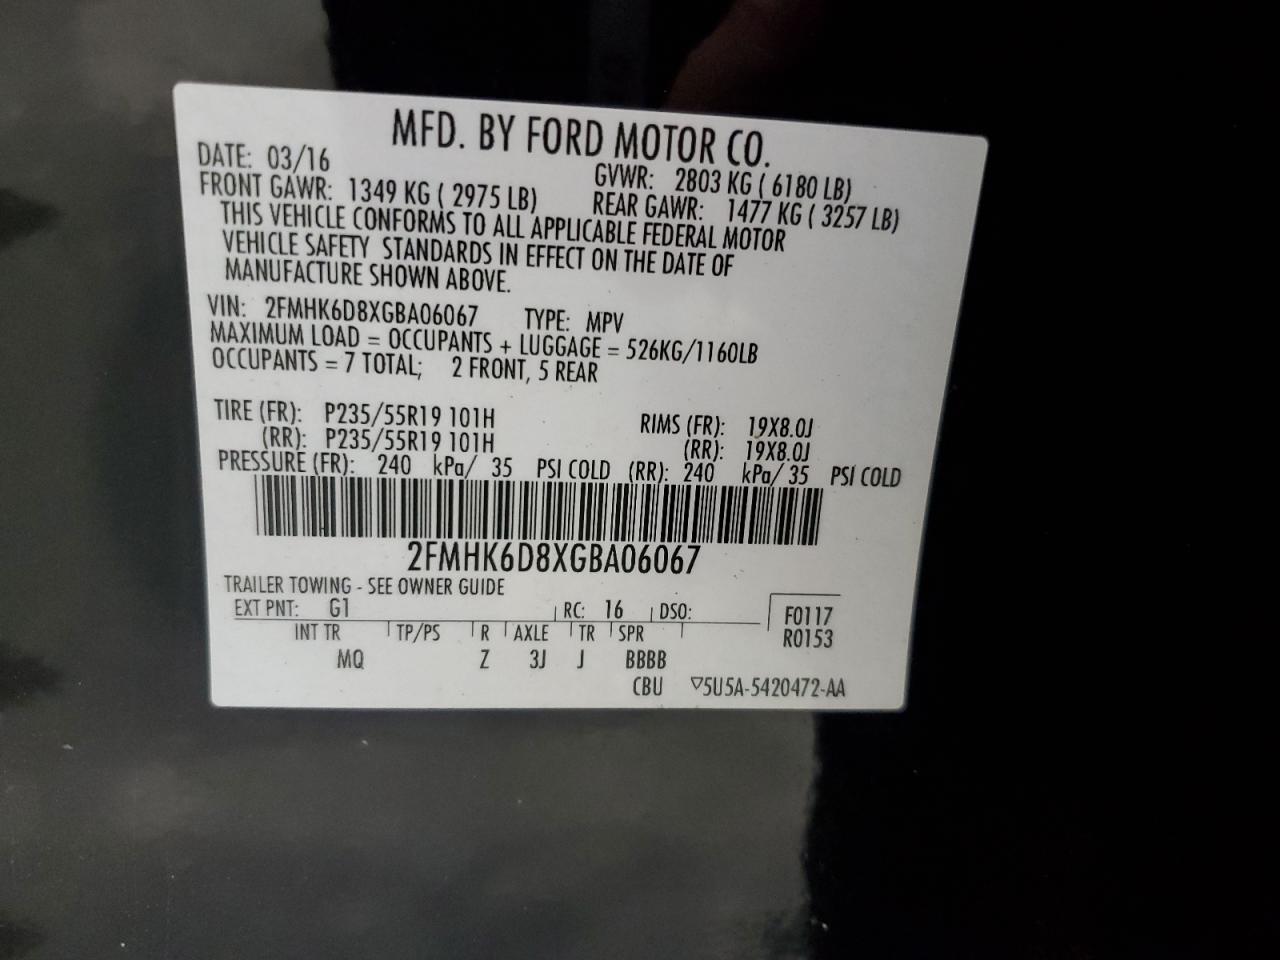 MFD. BY FORD MOTOR CO.
DATE: 03/16 GVWR: 2803 KG ( 6180 LB)
FRONT GAWR: 1349 KG ( 2975 LB) REAR GAWR: 1477 KG ( 3257 LB)
THIS VEHICLE CONFORMS TO ALL APPLICABLE FEDERAL MOTOR
VEHICLE SAFETY STANDARDS IN EFFECT ON THE DATE OF
MANUFACTURE SHOWN ABOVE.
VIN: 2FMHK6D8XGBA06067 TYPE: MPV
MAXIMUM LOAD = OCCUPANTS + LUGGAGE = 526KG/1160LB
OCCUPANTS = 7 TOTAL; 2 FRONT, 5 REAR
TIRE (FR): P235/55R19 101H RIMS (FR): 19X8.0J
(RR): P235/55R19 101H (RR): 19X8.0J
PRESSURE (FR): 240 kPa/ 35 PSI COLD (RR): 240 kPa/ 35 PSI COLD
2FMHK6D8XGBA06067
TRAILER TOWING - SEE OWNER GUIDE
EXT PNT: G1 RC: 16 DSO: F0117
INT TR TP/PS R AXLE TR SPR R0153
MQ Z 3J J BBBB
CBU ▽5U5A-5420472-AA